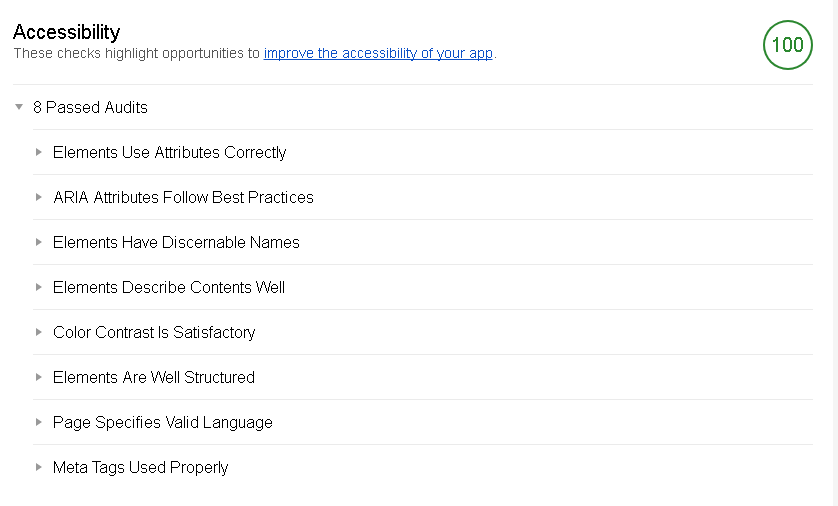 Accessibility
These checks highlight opportunities to improve the accessibility of your app.
100
8 Passed Audits
Elements Use Attributes Correctly
ARIA Attributes Follow Best Practices
Elements Have Discernable Names
Elements Describe Contents Well
Color Contrast Is Satisfactory
Elements Are Well Structured
Page Specifies Valid Language
Meta Tags Used Properly